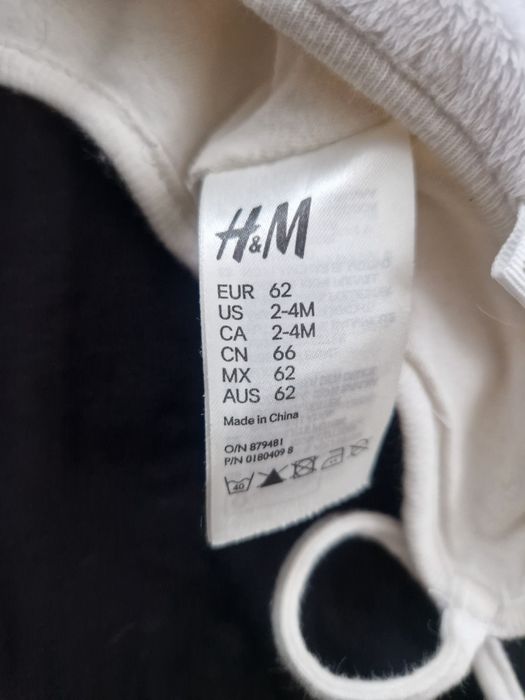 H&M
EUR 62
US 2-4M
CA 2-4M
CN 66
MX 62
AUS 62
Made in China
O/N 879481
P/N 0180409 8
40